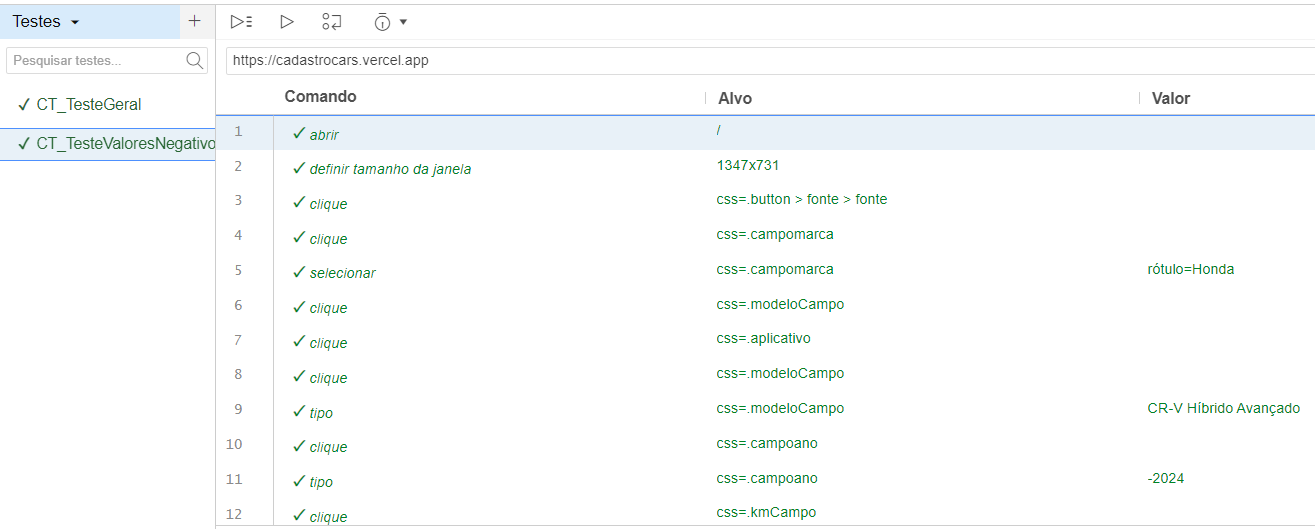 Testes
Pesquisar testes...
✓ CT_TesteGeral
✓ CT_TesteValoresNegativo
https://cadastrocars.vercel.app
Comando Alvo Valor
1 ✓ abrir /
2 ✓ definir tamanho da janela 1347x731
3 ✓ clique css=.button > fonte > fonte
4 ✓ clique css=.campomarca
5 ✓ selecionar css=.campomarca rótulo=Honda
6 ✓ clique css=.modeloCampo
7 ✓ clique css=.aplicativo
8 ✓ clique css=.modeloCampo
9 ✓ tipo css=.modeloCampo CR-V Híbrido Avançado
10 ✓ clique css=.campoano
11 ✓ tipo css=.campoano -2024
12 ✓ clique css=.kmCampo